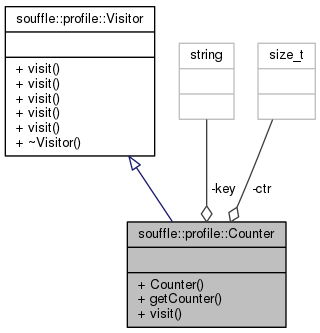 souffle::profile::Visitor
+ visit()
+ visit()
+ visit()
+ visit()
+ visit()
+ ~Visitor()
string
size_t
-key
-ctr
souffle::profile::Counter
+ Counter()
+ getCounter()
+ visit()